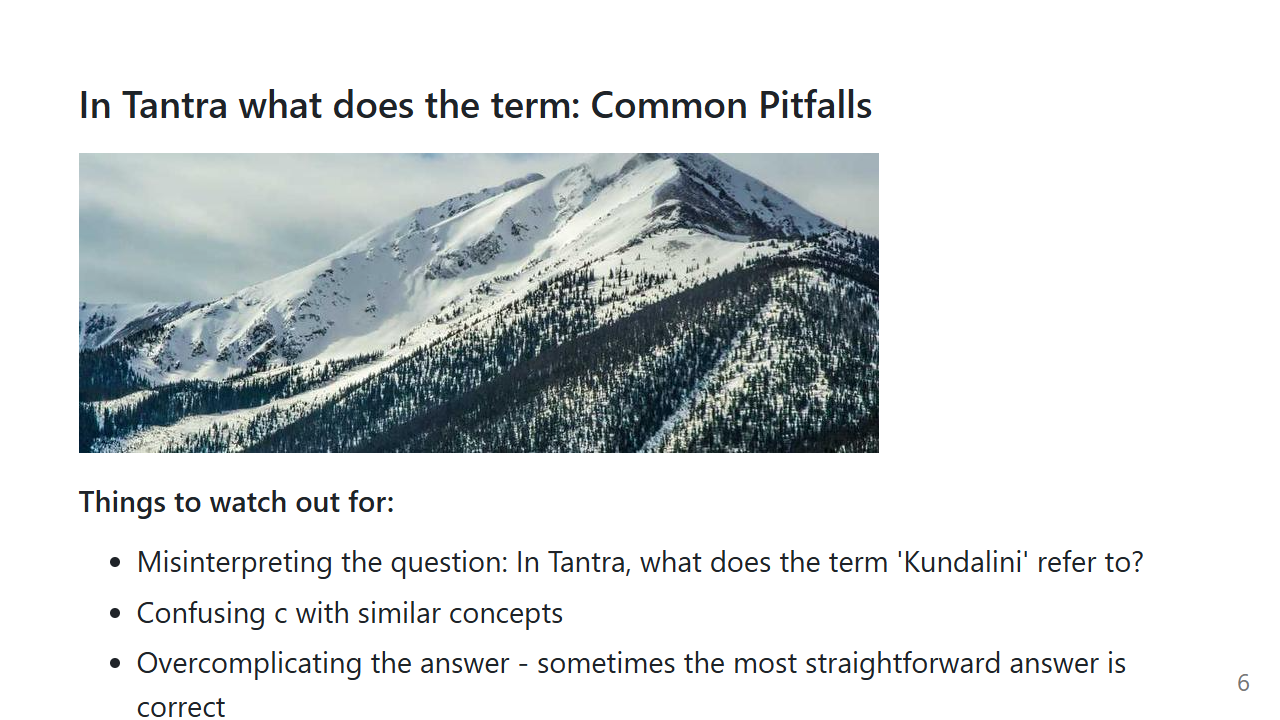 In Tantra what does the term: Common Pitfalls
Things to watch out for:
Misinterpreting the question: In Tantra, what does the term 'Kundalini' refer to?
Confusing c with similar concepts
Overcomplicating the answer - sometimes the most straightforward answer is
correct
6